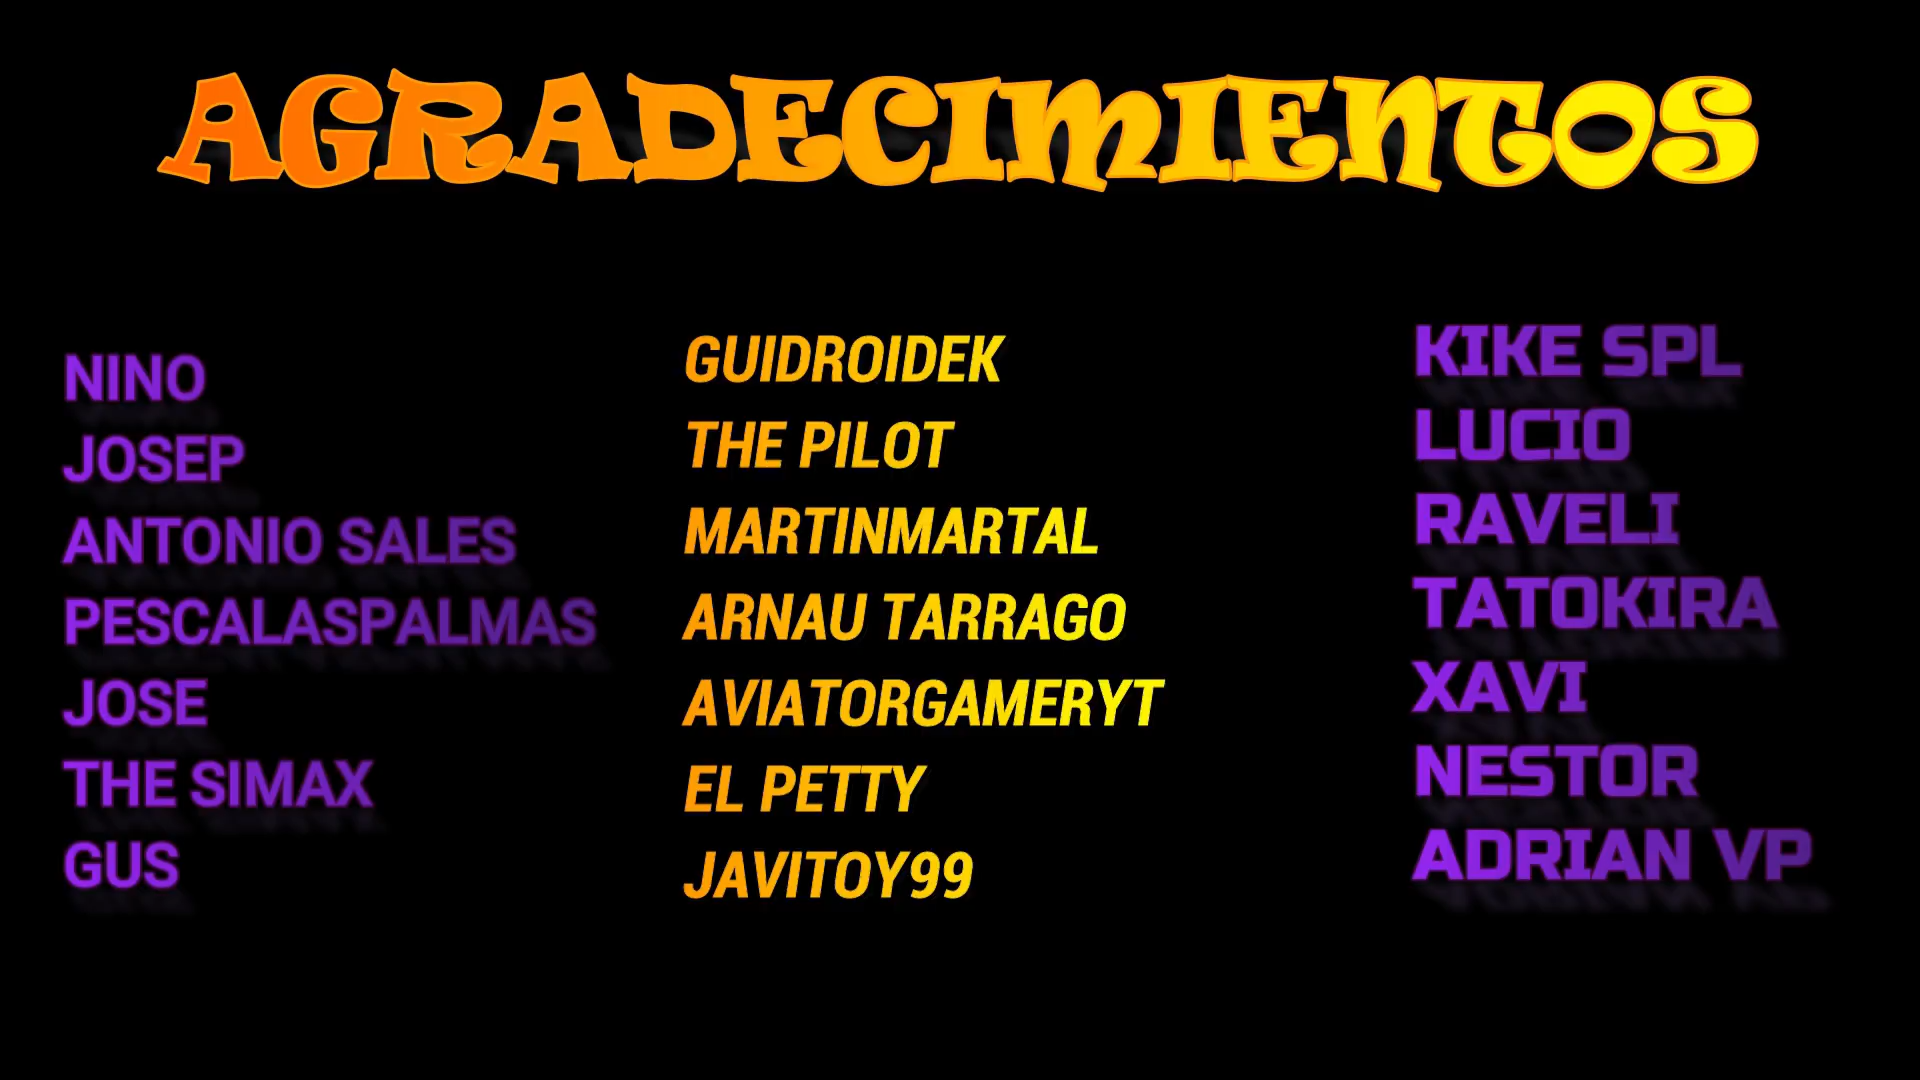 AGRADECIMIENTOS
NINO
JOSEP
ANTONIO SALES
PESCALASPALMAS
JOSE
THE SIMAX
GUS
GUIDROIDEK
THE PILOT
MARTINMARTAL
ARNAU TARRAGO
AVIATORGAMERYT
EL PETTY
JAVITOY99
KIKE SPL
LUCIO
RAVELI
TATOKIRA
XAVI
NESTOR
ADRIAN VP